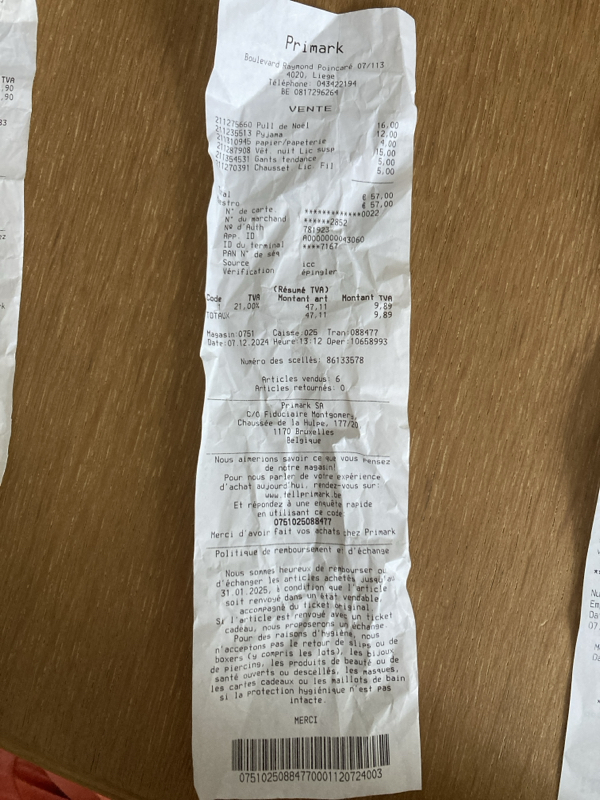 Primark
Boulevard Raymond Poincaré 07/113
4020, Liege
Téléphone: 043422194
BE 0817296264
VENTE
211275660 Pull de Noël 16,00
211235513 Pyjama 12,00
211310945 papier/papeterie 4,00
211287908 Vêt. nuit Lic susp 15,00
211354531 Gants tendance 5,00
211270391 Chausset. Lic. Fil 5,00
€ 57,00
€ 57,00
N° de carte ************0022
N° du marchand ******2852
Nº d'Auth 781923
App. ID A0000000043060
ID du terminal ****7167
PAN N° de séq
Source icc
Vérification épingler
(Résumé TVA)
Code TVA Montant art Montant TVA
1 21.00% 47,11 9,89
TOTAUX 47,11 9,89
Magasin:0751 Caisse:025 Tran:088477
Date:07.12.2024 Heure:13:12 Oper:10658993
Numéro des scellés: 86133578
Articles vendus: 6
Articles retournés: 0
Primark SA
C/O Fiduciaire Montgomery,
Chaussée de la Hulpe, 177/20,
1170 Bruxelles
Belgique
Nous aimerions savoir ce que vous pensez
de notre magasin!
Pour nous parler de votre expérience
d'achat aujourd'hui, rendez-vous sur:
www.tellprimark.be
Et répondez à une enquête rapide
en utilisant ce code:
0751025088477
Merci d'avoir fait vos achats chez Primark
Politique de remboursement et d'échange
Nous sommes heureux de rembourser ou
d'échanger les articles achetés jusqu'au
31.01.2025, à condition que l'article
soit renvoyé dans un état vendable,
accompagné du ticket original.
Si l'article est renvoyé avec un ticket
cadeau, nous proposerons un échange.
Pour des raisons d'hygiène, nous
n'acceptons pas le retour de slips ou de
boxers (y compris les lots), les bijoux
de piercing, les produits de beauté ou de
santé ouverts ou descellés, les masques,
les cartes cadeaux ou les maillots de bain
si la protection hygiénique n'est pas
intacte.
MERCI
07510250884770001120724003
TVA
.90
.90